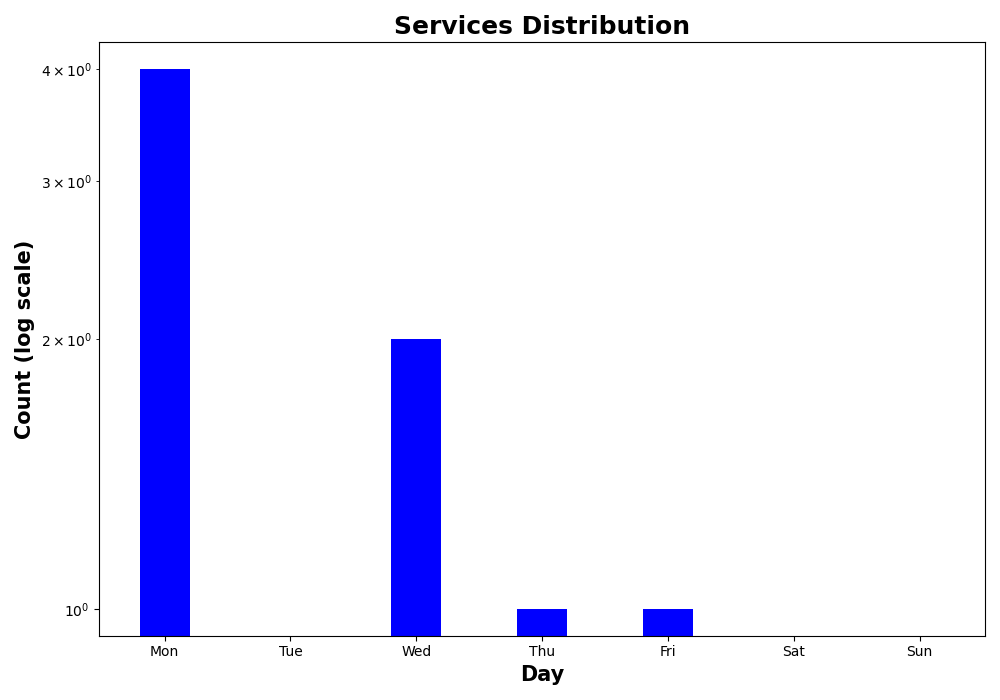 Services Distribution
Count (log scale)
4 × 10⁰
3 × 10⁰
2 × 10⁰
10⁰
Mon Tue Wed Thu Fri Sat Sun
Day